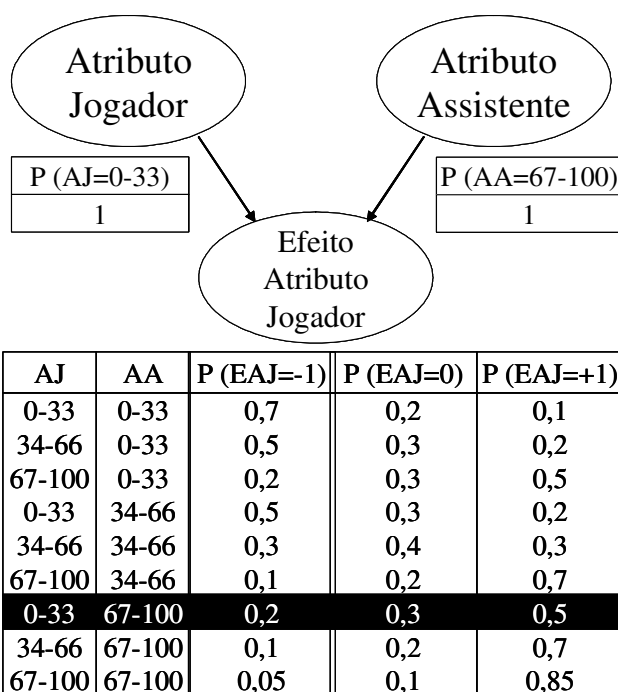 Atributo
Jogador
Atributo
Assistente
P (AJ=0-33)
1
P (AA=67-100)
1
Efeito
Atributo
Jogador
AJ AA P (EAJ=-1) P (EAJ=0) P (EAJ=+1)
0-33 0-33 0,7 0,2 0,1
34-66 0-33 0,5 0,3 0,2
67-100 0-33 0,2 0,3 0,5
0-33 34-66 0,5 0,3 0,2
34-66 34-66 0,3 0,4 0,3
67-100 34-66 0,1 0,2 0,7
0-33 67-100 0,2 0,3 0,5
34-66 67-100 0,1 0,2 0,7
67-100 67-100 0,05 0,1 0,85